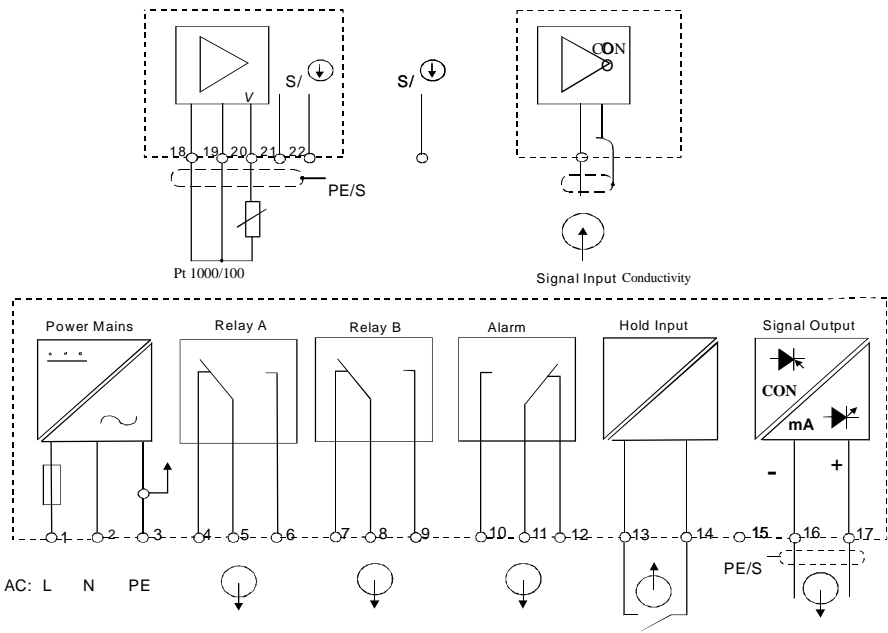 CON
S/
S/
V
18 19 20 21 22
PE/S
Pt 1000/100
Signal Input Conductivity
Power Mains Relay A Relay B Alarm Hold Input Signal Output
CON
mA
- +
1 2 3 4 5 6 7 8 9 10 11 12 13 14 15 16 17
PE/S
AC: L N PE